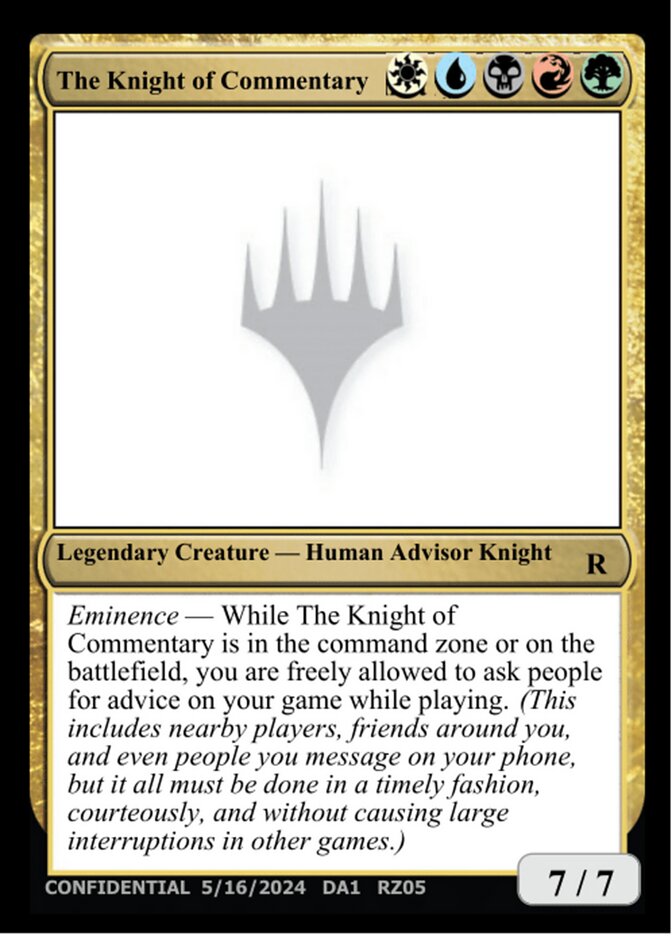 The Knight of Commentary
Legendary Creature — Human Advisor Knight
R
Eminence — While The Knight of
Commentary is in the command zone or on the
battlefield, you are freely allowed to ask people
for advice on your game while playing. (This
includes nearby players, friends around you,
and even people you message on your phone,
but it all must be done in a timely fashion,
courteously, and without causing large
interruptions in other games.)
7 / 7
CONFIDENTIAL 5/16/2024 DA1 RZ05